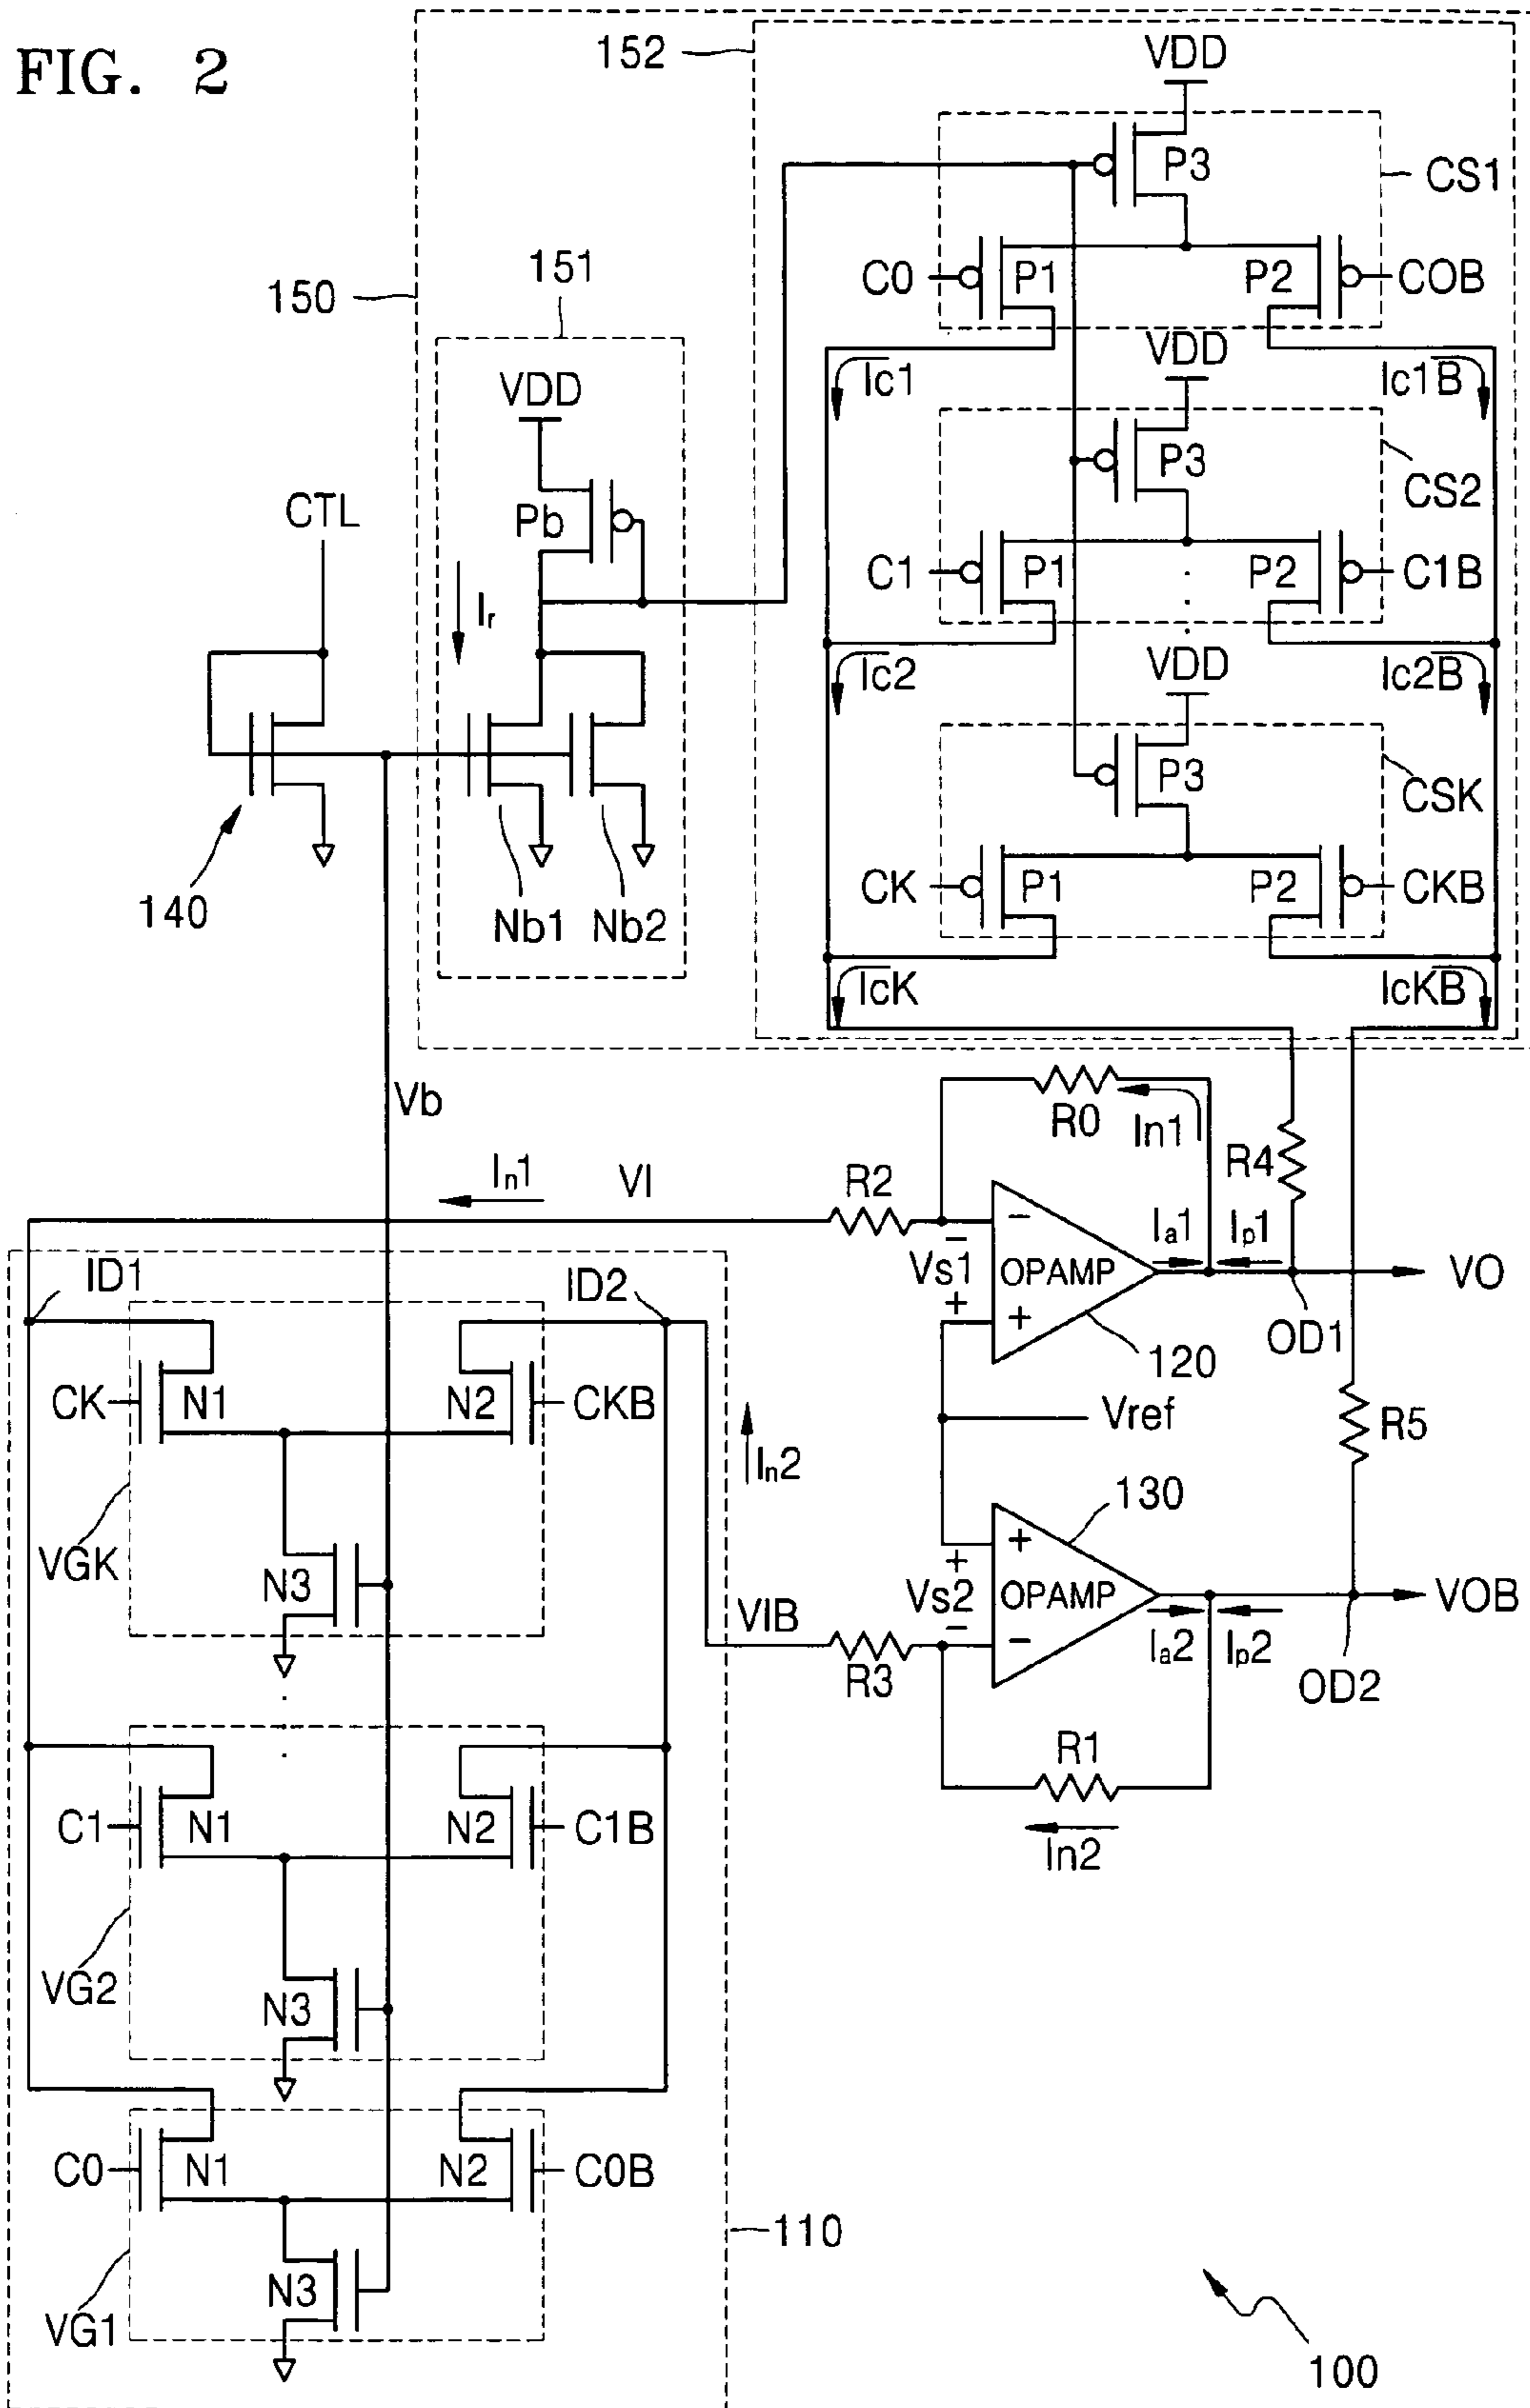 FIG. 2
152
VDD
P3
CS1
C0
P1
P2
COB
150
151
VDD
Ic1
Ic1B
VDD
P3
CS2
CTL
Pb
Ir
C1
P1
P2
C1B
VDD
Ic2
Ic2B
P3
CSK
CK
P1
P2
CKB
140
Nb1
Nb2
IcK
IcKB
Vb
R0
In1
R4
In1
VI
R2
−
−
Vs1
OPAMP
Ia1
Ip1
VO
+
+
ID1
ID2
120
OD1
CK
N1
N2
CKB
Vref
R5
In2
130
VGK
N3
+
+
Vs2
OPAMP
VOB
VIB
−
−
Ia2
Ip2
R3
OD2
R1
C1
N1
N2
C1B
In2
VG2
N3
C0
N1
N2
C0B
110
N3
VG1
100